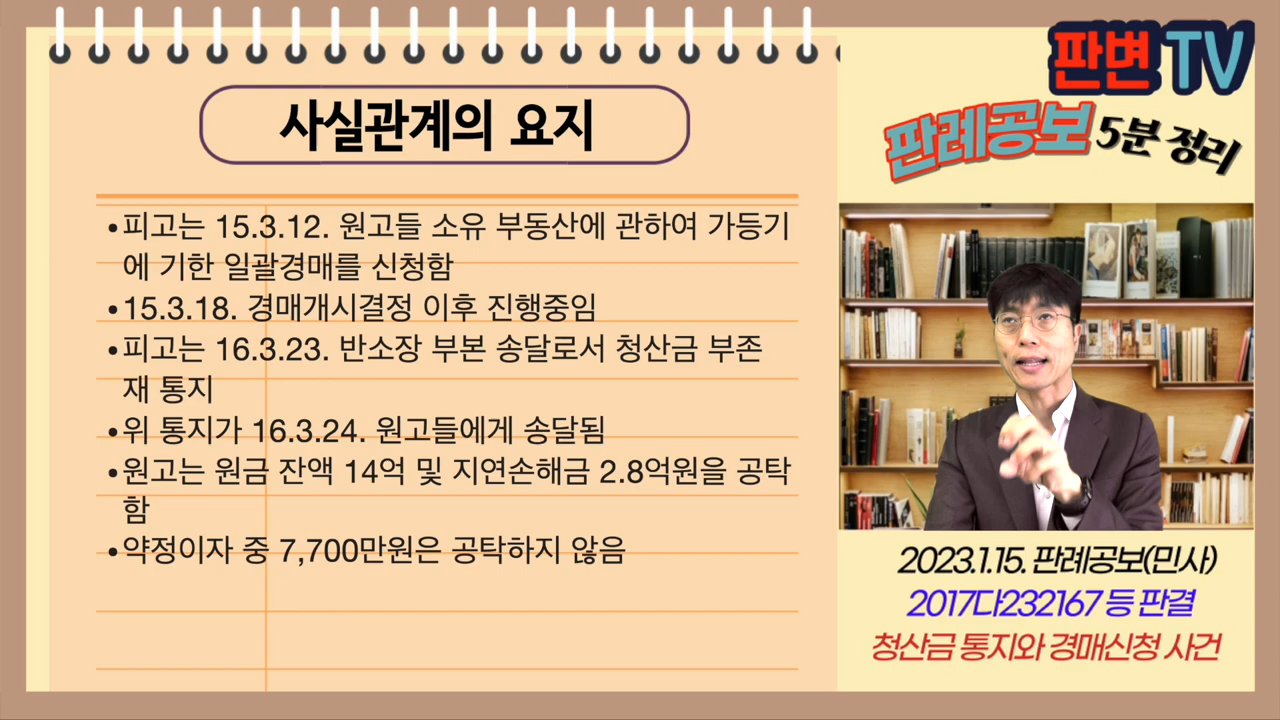 사실관계의 요지
•피고는 15.3.12. 원고들 소유 부동산에 관하여 가등기
에 기한 일괄경매를 신청함
•15.3.18. 경매개시결정 이후 진행중임
•피고는 16.3.23. 반소장 부본 송달로서 청산금 부존
재 통지
•위 통지가 16.3.24. 원고들에게 송달됨
•원고는 원금 잔액 14억 및 지연손해금 2.8억원을 공탁
함
•약정이자 중 7,700만원은 공탁하지 않음
판변 TV
판례공보 5분 정리
2023.1.15. 판례공보(민사)
2017다232167 등 판결
청산금 통지와 경매신청 사건